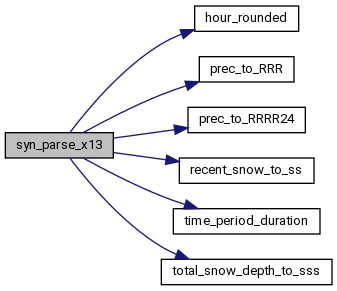 hour_rounded
prec_to_RRR
prec_to_RRRR24
syn_parse_x13
recent_snow_to_ss
time_period_duration
total_snow_depth_to_sss